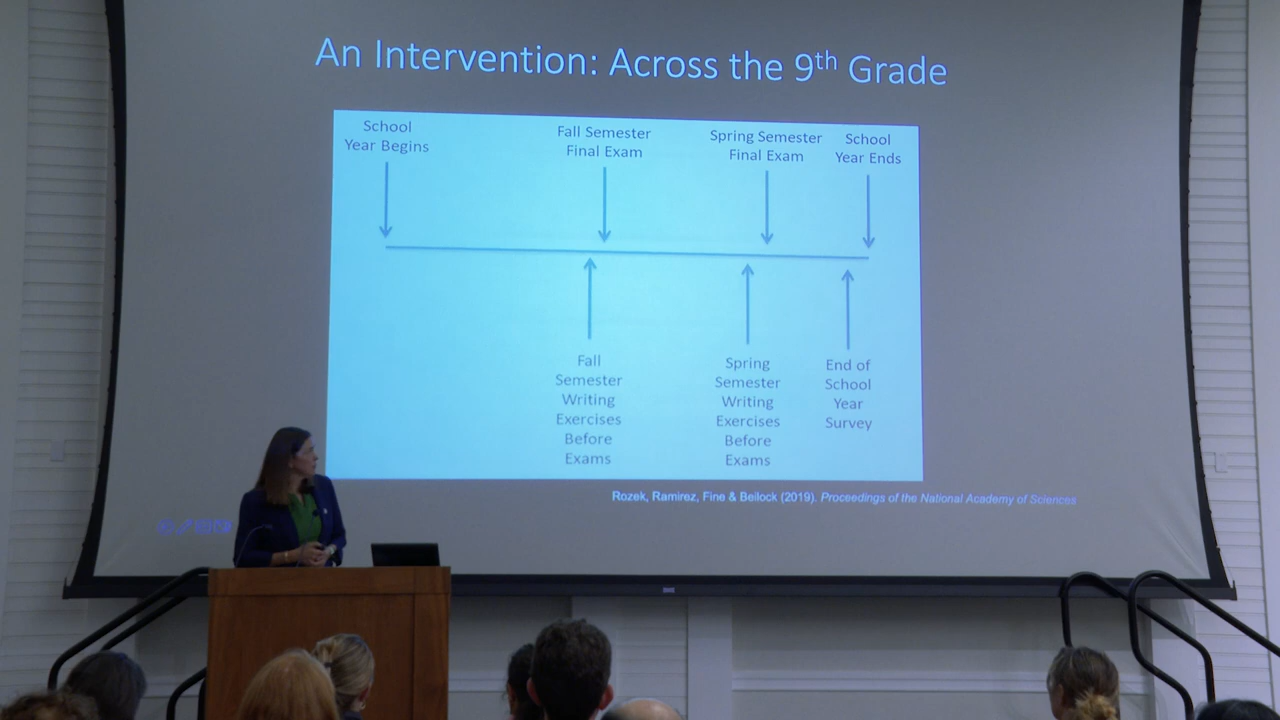 An Intervention: Across the 9th Grade
School
Year Begins
Fall Semester
Final Exam
Spring Semester
Final Exam
School
Year Ends
Fall
Semester
Writing
Exercises
Before
Exams
Spring
Semester
Writing
Exercises
Before
Exams
End of
School
Year
Survey
Rozek, Ramirez, Fine & Beilock (2019). Proceedings of the National Academy of Sciences